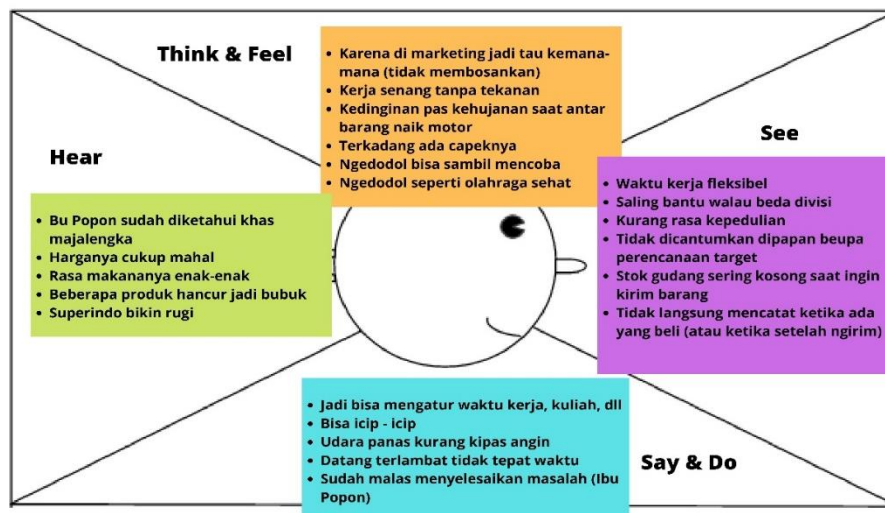 Think & Feel
• Karena di marketing jadi tau kemana-
mana (tidak membosankan)
• Kerja senang tanpa tekanan
• Kedinginan pas kehujanan saat antar
barang naik motor
• Terkadang ada capeknya
• Ngedodol bisa sambil mencoba
• Ngedodol seperti olahraga sehat
Hear
• Bu Popon sudah diketahui khas
majalengka
• Harganya cukup mahal
• Rasa makananya enak-enak
• Beberapa produk hancur jadi bubuk
• Superindo bikin rugi
See
• Waktu kerja fleksibel
• Saling bantu walau beda divisi
• Kurang rasa kepedulian
• Tidak dicantumkan dipapan beupa
perencanaan target
• Stok gudang sering kosong saat ingin
kirim barang
• Tidak langsung mencatat ketika ada
yang beli (atau ketika setelah ngirim)
• Jadi bisa mengatur waktu kerja, kuliah, dll
• Bisa icip - icip
• Udara panas kurang kipas angin
• Datang terlambat tidak tepat waktu
• Sudah malas menyelesaikan masalah (Ibu
Popon)
Say & Do